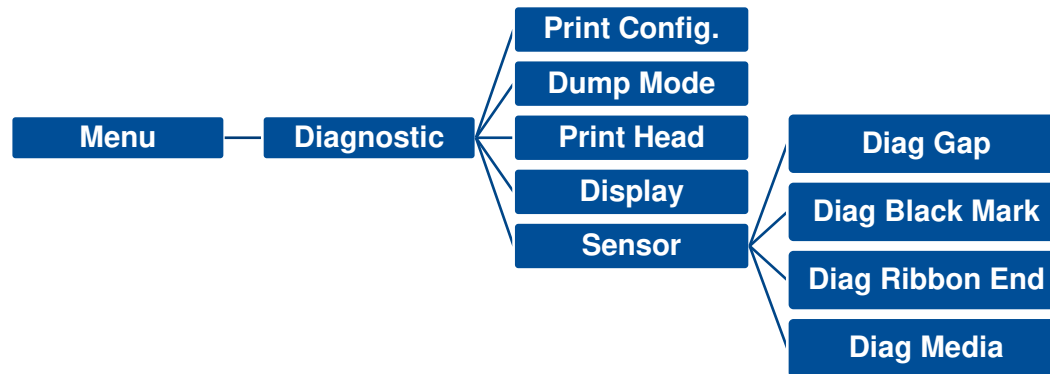 Menu
Diagnostic
Print Config.
Dump Mode
Print Head
Display
Sensor
Diag Gap
Diag Black Mark
Diag Ribbon End
Diag Media